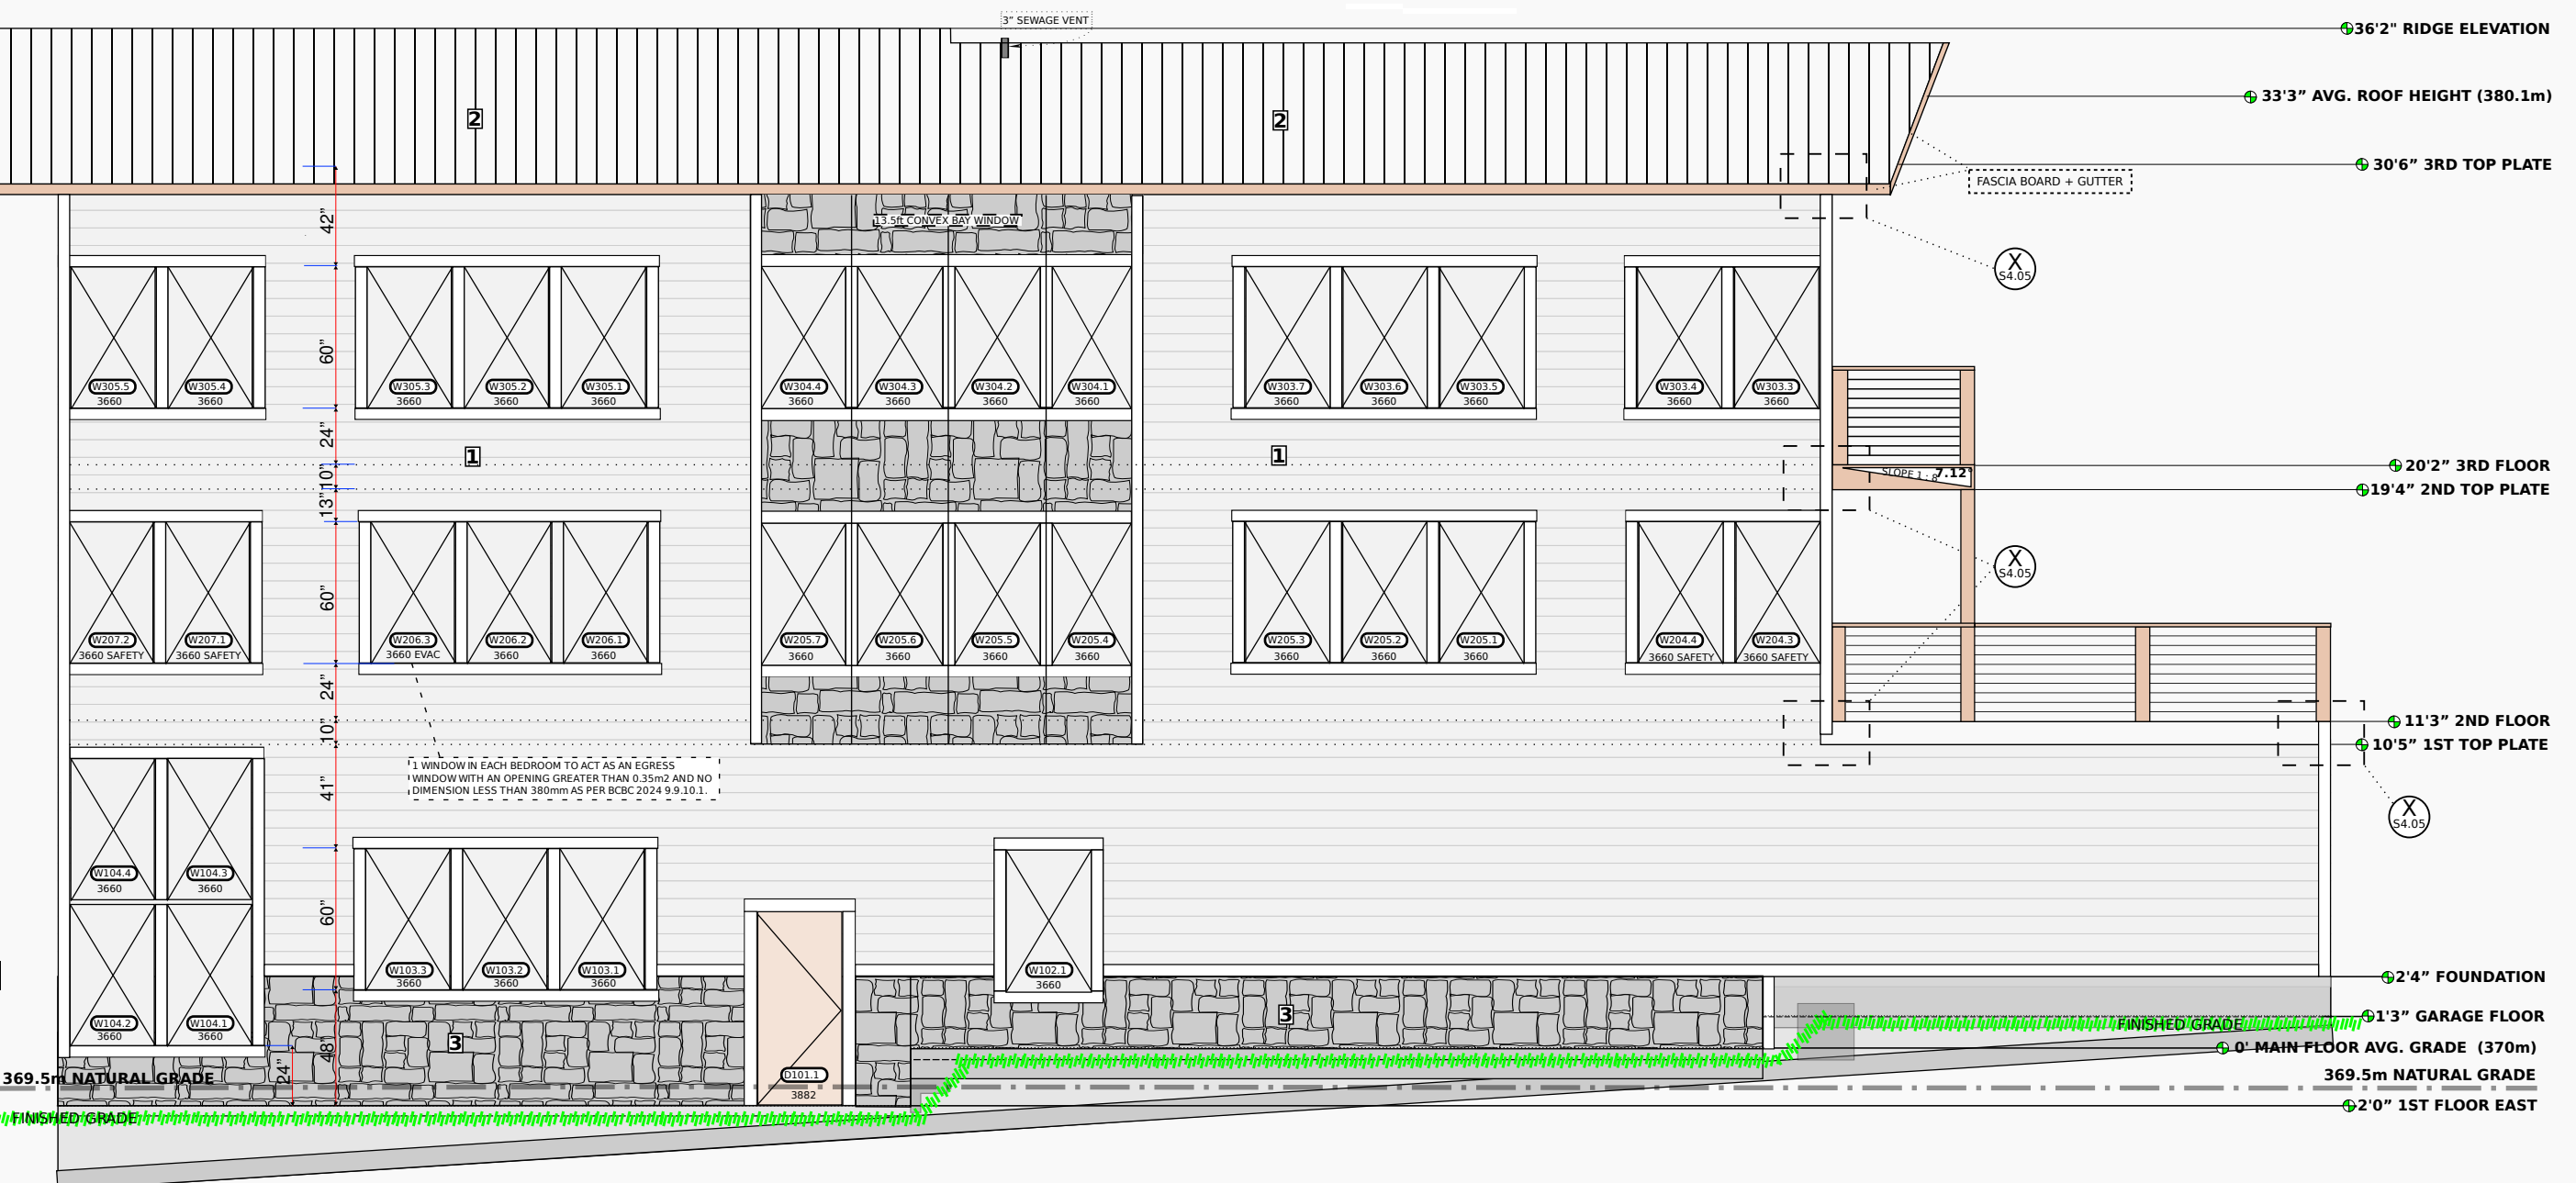 3” SEWAGE VENT
36'2" RIDGE ELEVATION
2
2
33'3” AVG. ROOF HEIGHT (380.1m)
30'6” 3RD TOP PLATE
FASCIA BOARD + GUTTER
42”
13.5ft CONVEX BAY WINDOW
X
S4.05
60”
W305.5
3660
W305.4
3660
W305.3
3660
W305.2
3660
W305.1
3660
W304.4
3660
W304.3
3660
W304.2
3660
W304.1
3660
W303.7
3660
W303.6
3660
W303.5
3660
W303.4
3660
W303.3
3660
24”
1
1
10”
13”
SLOPE 1 : 8
7.12°
20'2” 3RD FLOOR
19'4” 2ND TOP PLATE
X
S4.05
60”
W207.2
3660 SAFETY
W207.1
3660 SAFETY
W206.3
3660 EVAC
W206.2
3660
W206.1
3660
W205.7
3660
W205.6
3660
W205.5
3660
W205.4
3660
W205.3
3660
W205.2
3660
W205.1
3660
W204.4
3660 SAFETY
W204.3
3660 SAFETY
24”
10”
11'3” 2ND FLOOR
10'5” 1ST TOP PLATE
1 WINDOW IN EACH BEDROOM TO ACT AS AN EGRESS
WINDOW WITH AN OPENING GREATER THAN 0.35m2 AND NO
DIMENSION LESS THAN 380mm AS PER BCBC 2024 9.9.10.1.
41”
X
S4.05
W104.4
3660
W104.3
3660
60”
W103.3
3660
W103.2
3660
W103.1
3660
W102.1
3660
2'4” FOUNDATION
W104.2
3660
W104.1
3660
3
3
48”
24”
1'3” GARAGE FLOOR
FINISHED GRADE
0' MAIN FLOOR AVG. GRADE (370m)
369.5m NATURAL GRADE
369.5m NATURAL GRADE
D101.1
3882
2'0” 1ST FLOOR EAST
FINISHED GRADE